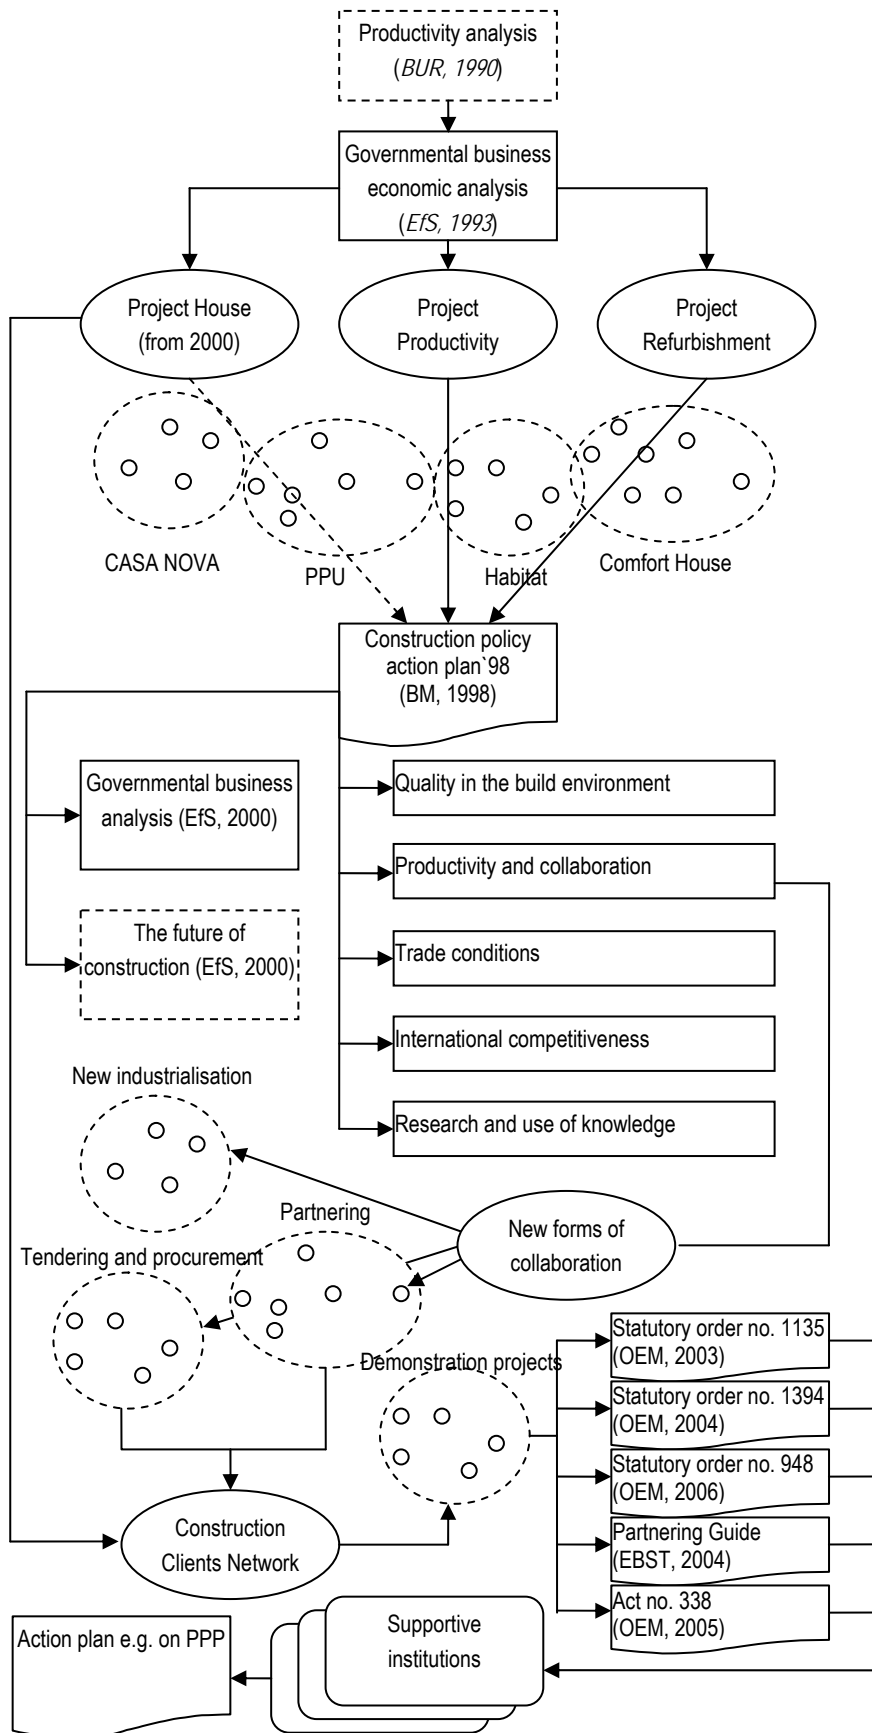 Productivity analysis
(BUR, 1990)
Governmental business
economic analysis
(EfS, 1993)
Project House
(from 2000)
Project
Productivity
Project
Refurbishment
CASA NOVA
PPU
Habitat
Comfort House
Construction policy
action plan`98
(BM, 1998)
Governmental business
analysis (EfS, 2000)
The future of
construction (EfS, 2000)
Quality in the build environment
Productivity and collaboration
Trade conditions
International competitiveness
Research and use of knowledge
New industrialisation
Partnering
Tendering and procurement
New forms of
collaboration
Demonstration projects
Statutory order no. 1135
(OEM, 2003)
Statutory order no. 1394
(OEM, 2004)
Statutory order no. 948
(OEM, 2006)
Partnering Guide
(EBST, 2004)
Act no. 338
(OEM, 2005)
Construction
Clients Network
Supportive
institutions
Action plan e.g. on PPP